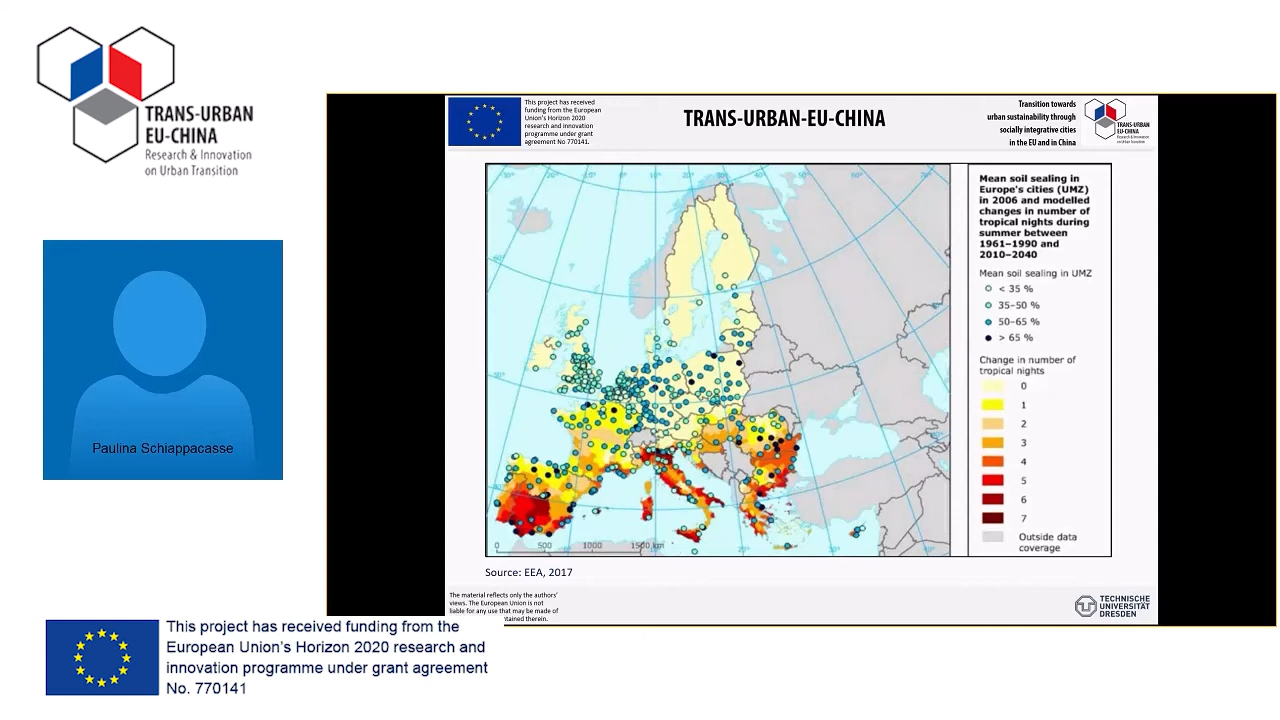 TRANS-URBAN
EU-CHINA
Research & Innovation
on Urban Transition
Paulina Schiappacasse
This project has received
funding from the European
Union's Horizon 2020
research and innovation
programme under grant
agreement No 770141.
TRANS-URBAN-EU-CHINA
Transition towards
urban sustainability through
socially integrative cities
in the EU and in China
TRANS-URBAN
EU-CHINA
Research & Innovation
on Urban Transition
Mean soil sealing in
Europe's cities (UMZ)
in 2006 and modelled
changes in number of
tropical nights during
summer between
1961–1990 and
2010–2040
Mean soil sealing in UMZ
< 35 %
35–50 %
50–65 %
> 65 %
Change in number of
tropical nights
0
1
2
3
4
5
6
7
Outside data
coverage
0 500 1000 1500 km
Source: EEA, 2017
The material reflects only the authors'
views. The European Union is not
liable for any use that may be made of
tained therein.
TECHNISCHE
UNIVERSITÄT
DRESDEN
This project has received funding from the
European Union's Horizon 2020 research and
innovation programme under grant agreement
No. 770141